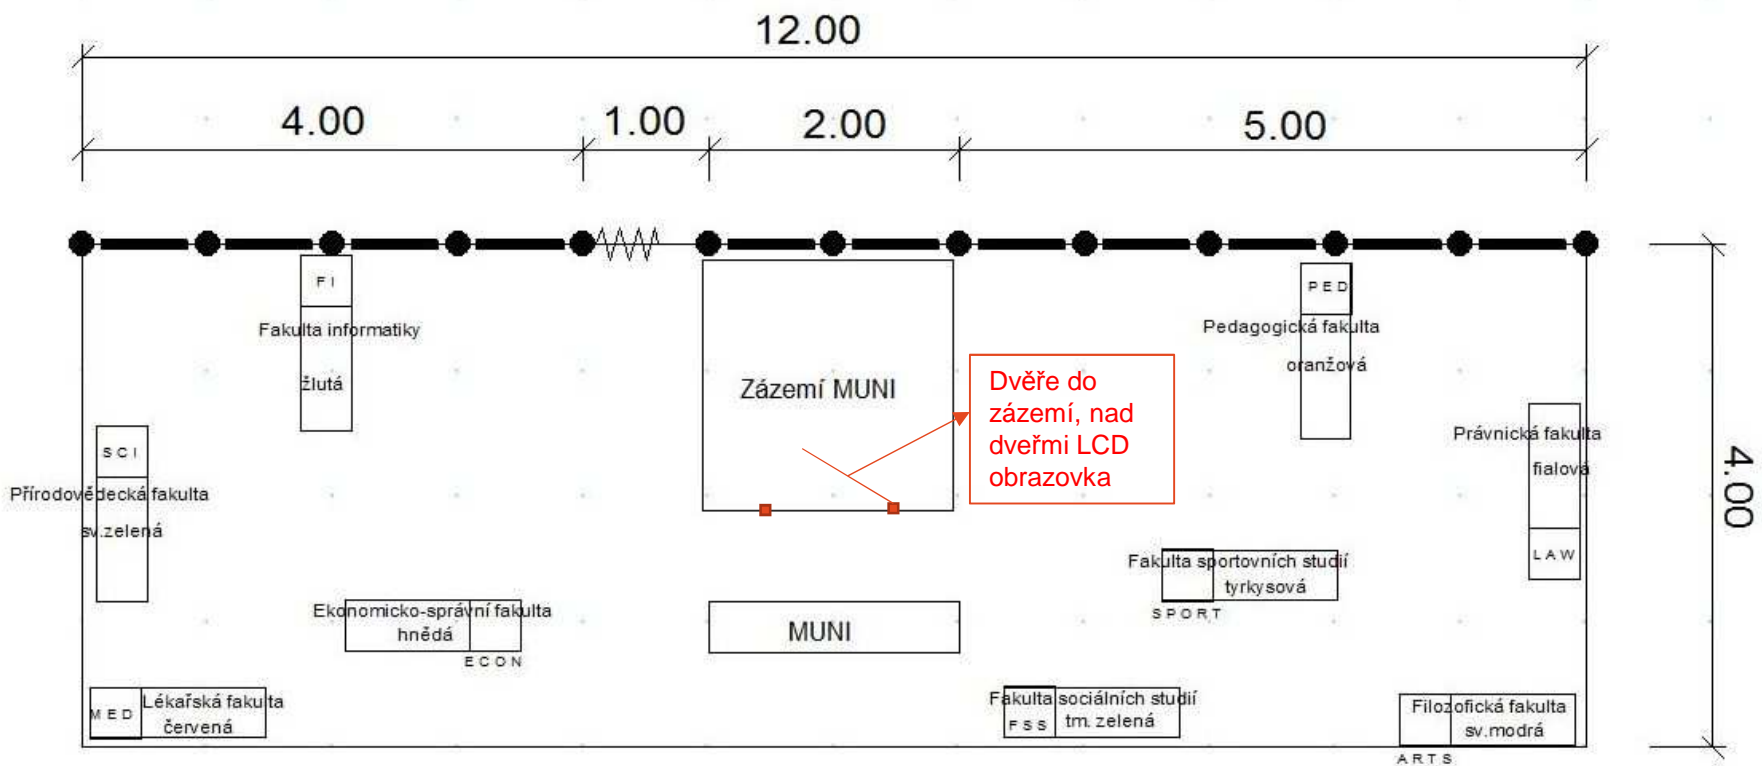 12.00
4.00
1.00
2.00
5.00
FI
Fakulta informatiky
žlutá
PED
Pedagogická fakulta
oranžová
Zázemí MUNI
Dvěře do
zázemí, nad
dveřmi LCD
obrazovka
SCI
Přírodovědecká fakulta
sv.zelená
Právnická fakulta
fialová
LAW
4.00
Fakulta sportovních studií
tyrkysová
SPORT
Ekonomicko-správní fakulta
hnědá
ECON
MUNI
MED
Lékařská fakulta
červená
Fakulta sociálních studií
tm. zelená
FSS
Filozofická fakulta
sv.modrá
ARTS